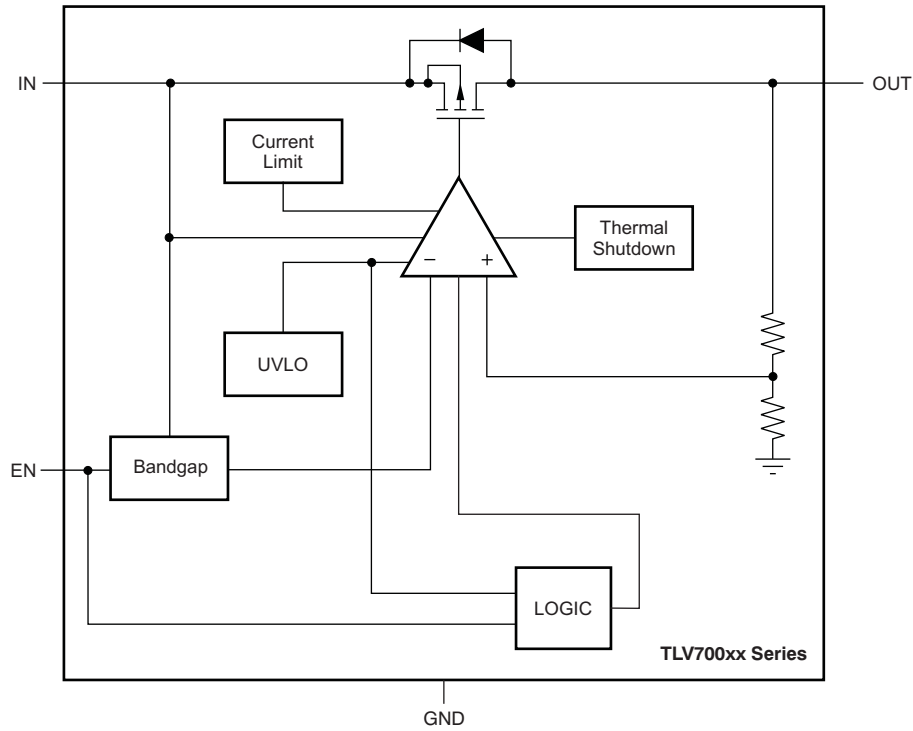 IN
OUT
Current
Limit
Thermal
Shutdown
−
+
UVLO
EN
Bandgap
LOGIC
TLV700xx Series
GND